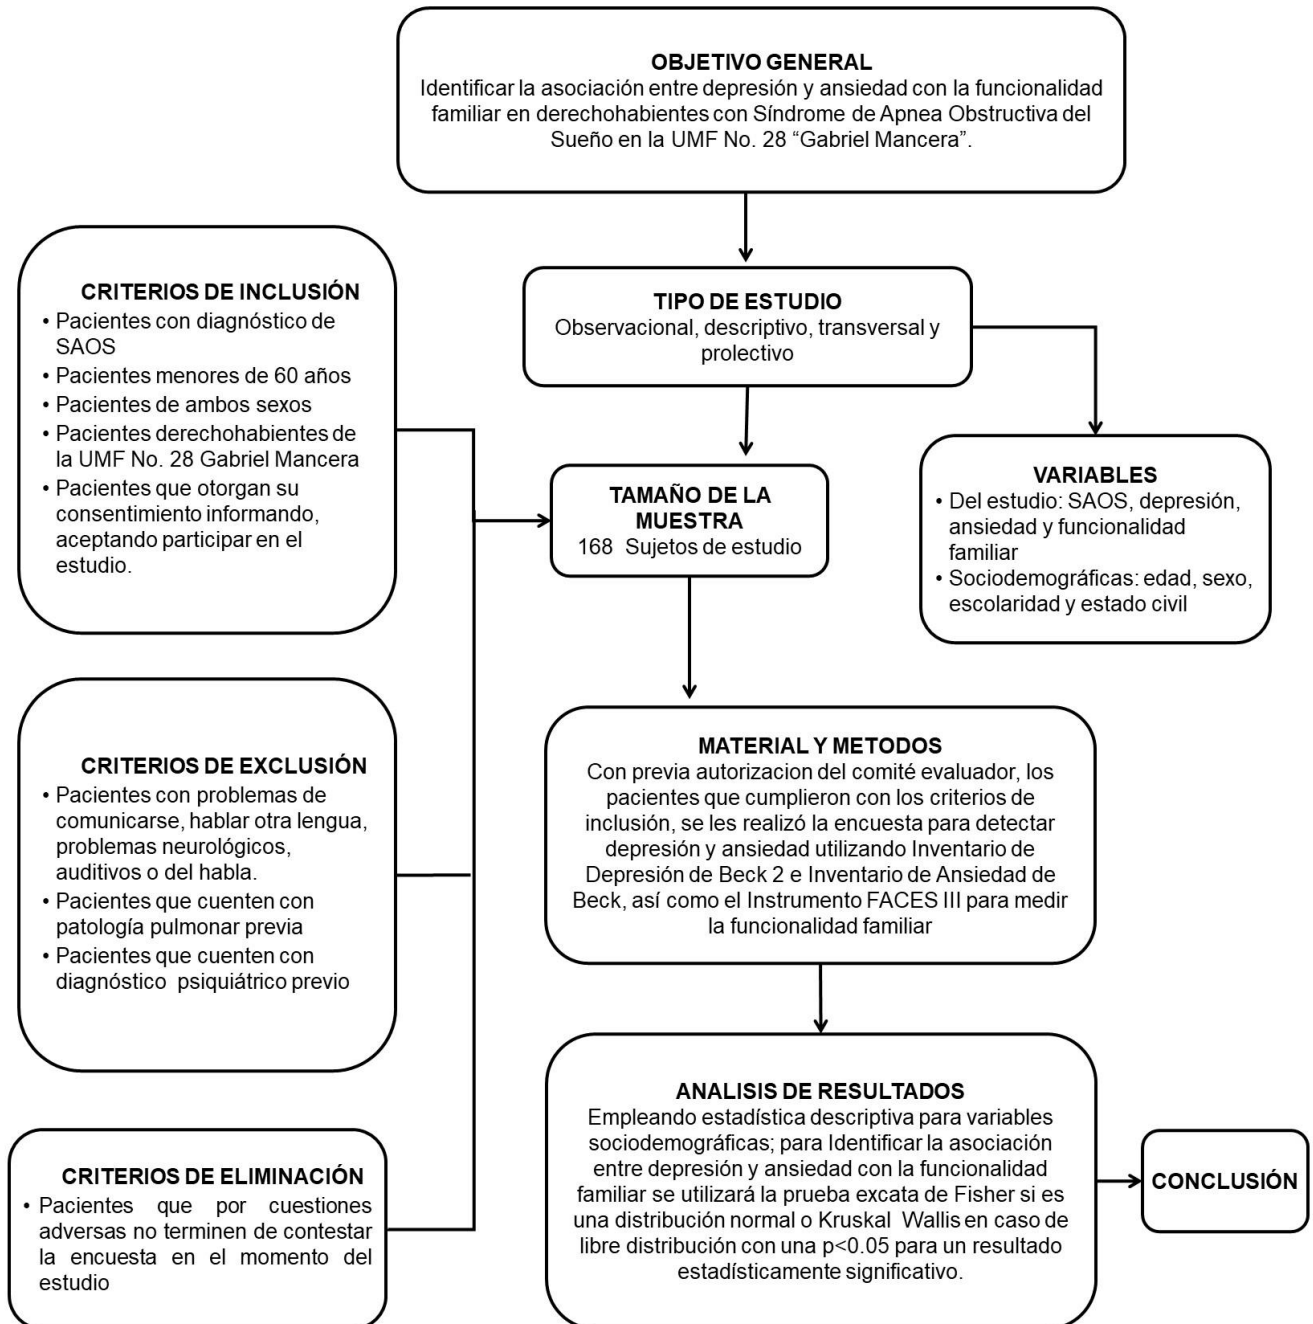 OBJETIVO GENERAL
Identificar la asociación entre depresión y ansiedad con la funcionalidad
familiar en derechohabientes con Síndrome de Apnea Obstructiva del
Sueño en la UMF No. 28 “Gabriel Mancera”.
CRITERIOS DE INCLUSIÓN
• Pacientes con diagnóstico de
SAOS
• Pacientes menores de 60 años
• Pacientes de ambos sexos
• Pacientes derechohabientes de
la UMF No. 28 Gabriel Mancera
• Pacientes que otorgan su
consentimiento informando,
aceptando participar en el
estudio.
TIPO DE ESTUDIO
Observacional, descriptivo, transversal y
prolectivo
VARIABLES
• Del estudio: SAOS, depresión,
ansiedad y funcionalidad
familiar
• Sociodemográficas: edad, sexo,
escolaridad y estado civil
TAMAÑO DE LA
MUESTRA
168 Sujetos de estudio
CRITERIOS DE EXCLUSIÓN
• Pacientes con problemas de
comunicarse, hablar otra lengua,
problemas neurológicos,
auditivos o del habla.
• Pacientes que cuenten con
patología pulmonar previa
• Pacientes que cuenten con
diagnóstico psiquiátrico previo
MATERIAL Y METODOS
Con previa autorizacion del comité evaluador, los
pacientes que cumplieron con los criterios de
inclusión, se les realizó la encuesta para detectar
depresión y ansiedad utilizando Inventario de
Depresión de Beck 2 e Inventario de Ansiedad de
Beck, así como el Instrumento FACES III para medir
la funcionalidad familiar
CRITERIOS DE ELIMINACIÓN
• Pacientes que por cuestiones
adversas no terminen de contestar
la encuesta en el momento del
estudio
ANALISIS DE RESULTADOS
Empleando estadística descriptiva para variables
sociodemográficas; para Identificar la asociación
entre depresión y ansiedad con la funcionalidad
familiar se utilizará la prueba excata de Fisher si es
una distribución normal o Kruskal Wallis en caso de
libre distribución con una p<0.05 para un resultado
estadísticamente significativo.
CONCLUSIÓN